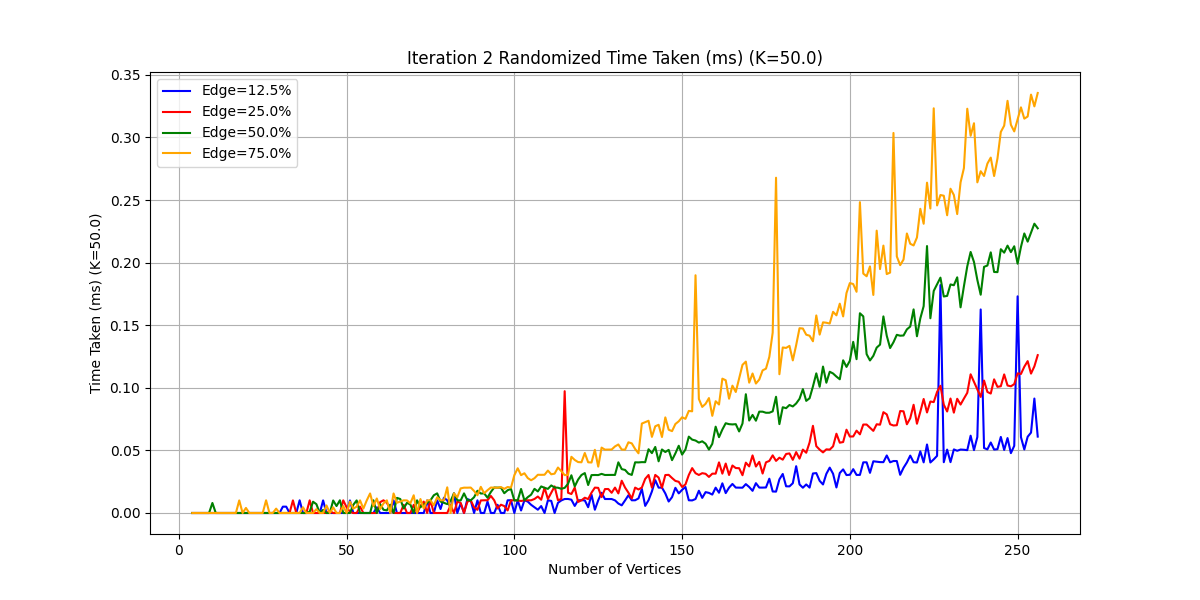 Iteration 2 Randomized Time Taken (ms) (K=50.0)
Edge=12.5%
Edge=25.0%
Edge=50.0%
Edge=75.0%
Time Taken (ms) (K=50.0)
0.35
0.30
0.25
0.20
0.15
0.10
0.05
0.00
0 50 100 150 200 250
Number of Vertices